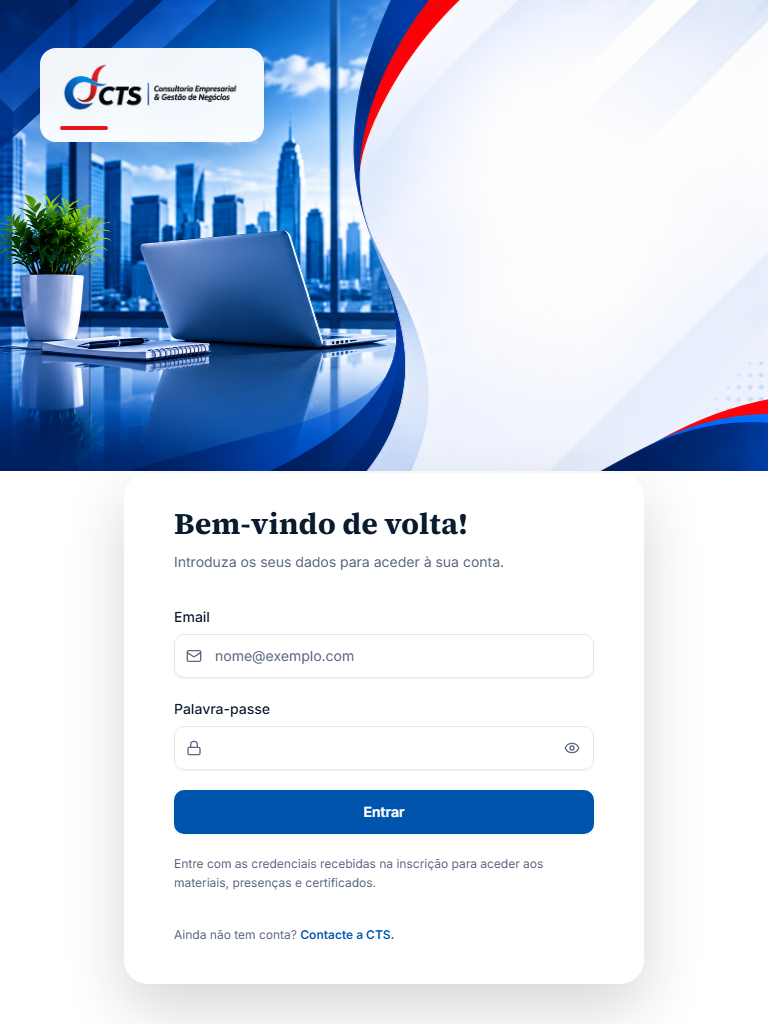 CTS
Consultoria Empresarial
& Gestão de Negócios
Bem-vindo de volta!
Introduza os seus dados para aceder à sua conta.
Email
nome@exemplo.com
Palavra-passe
Entrar
Entre com as credenciais recebidas na inscrição para aceder aos
materiais, presenças e certificados.
Ainda não tem conta? Contacte a CTS.